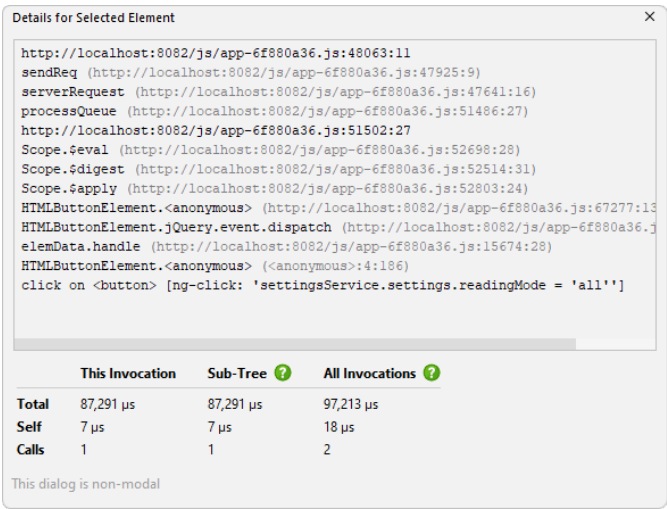 Details for Selected Element
http://localhost:8082/js/app-6f880a36.js:48063:11
sendReq (http://localhost:8082/js/app-6f880a36.js:47925:9)
serverRequest (http://localhost:8082/js/app-6f880a36.js:47641:16)
processQueue (http://localhost:8082/js/app-6f880a36.js:51486:27)
http://localhost:8082/js/app-6f880a36.js:51502:27
Scope.$eval (http://localhost:8082/js/app-6f880a36.js:52698:28)
Scope.$digest (http://localhost:8082/js/app-6f880a36.js:52514:31)
Scope.$apply (http://localhost:8082/js/app-6f880a36.js:52803:24)
HTMLButtonElement.<anonymous> (http://localhost:8082/js/app-6f880a36.js:67277:13
HTMLButtonElement.jQuery.event.dispatch (http://localhost:8082/js/app-6f880a36.j
elemData.handle (http://localhost:8082/js/app-6f880a36.js:15674:28)
HTMLButtonElement.<anonymous> (<anonymous>:4:186)
click on <button> [ng-click: 'settingsService.settings.readingMode = 'all'']
This Invocation Sub-Tree ? All Invocations ?
Total 87,291 µs 87,291 µs 97,213 µs
Self 7 µs 7 µs 18 µs
Calls 1 1 2
This dialog is non-modal